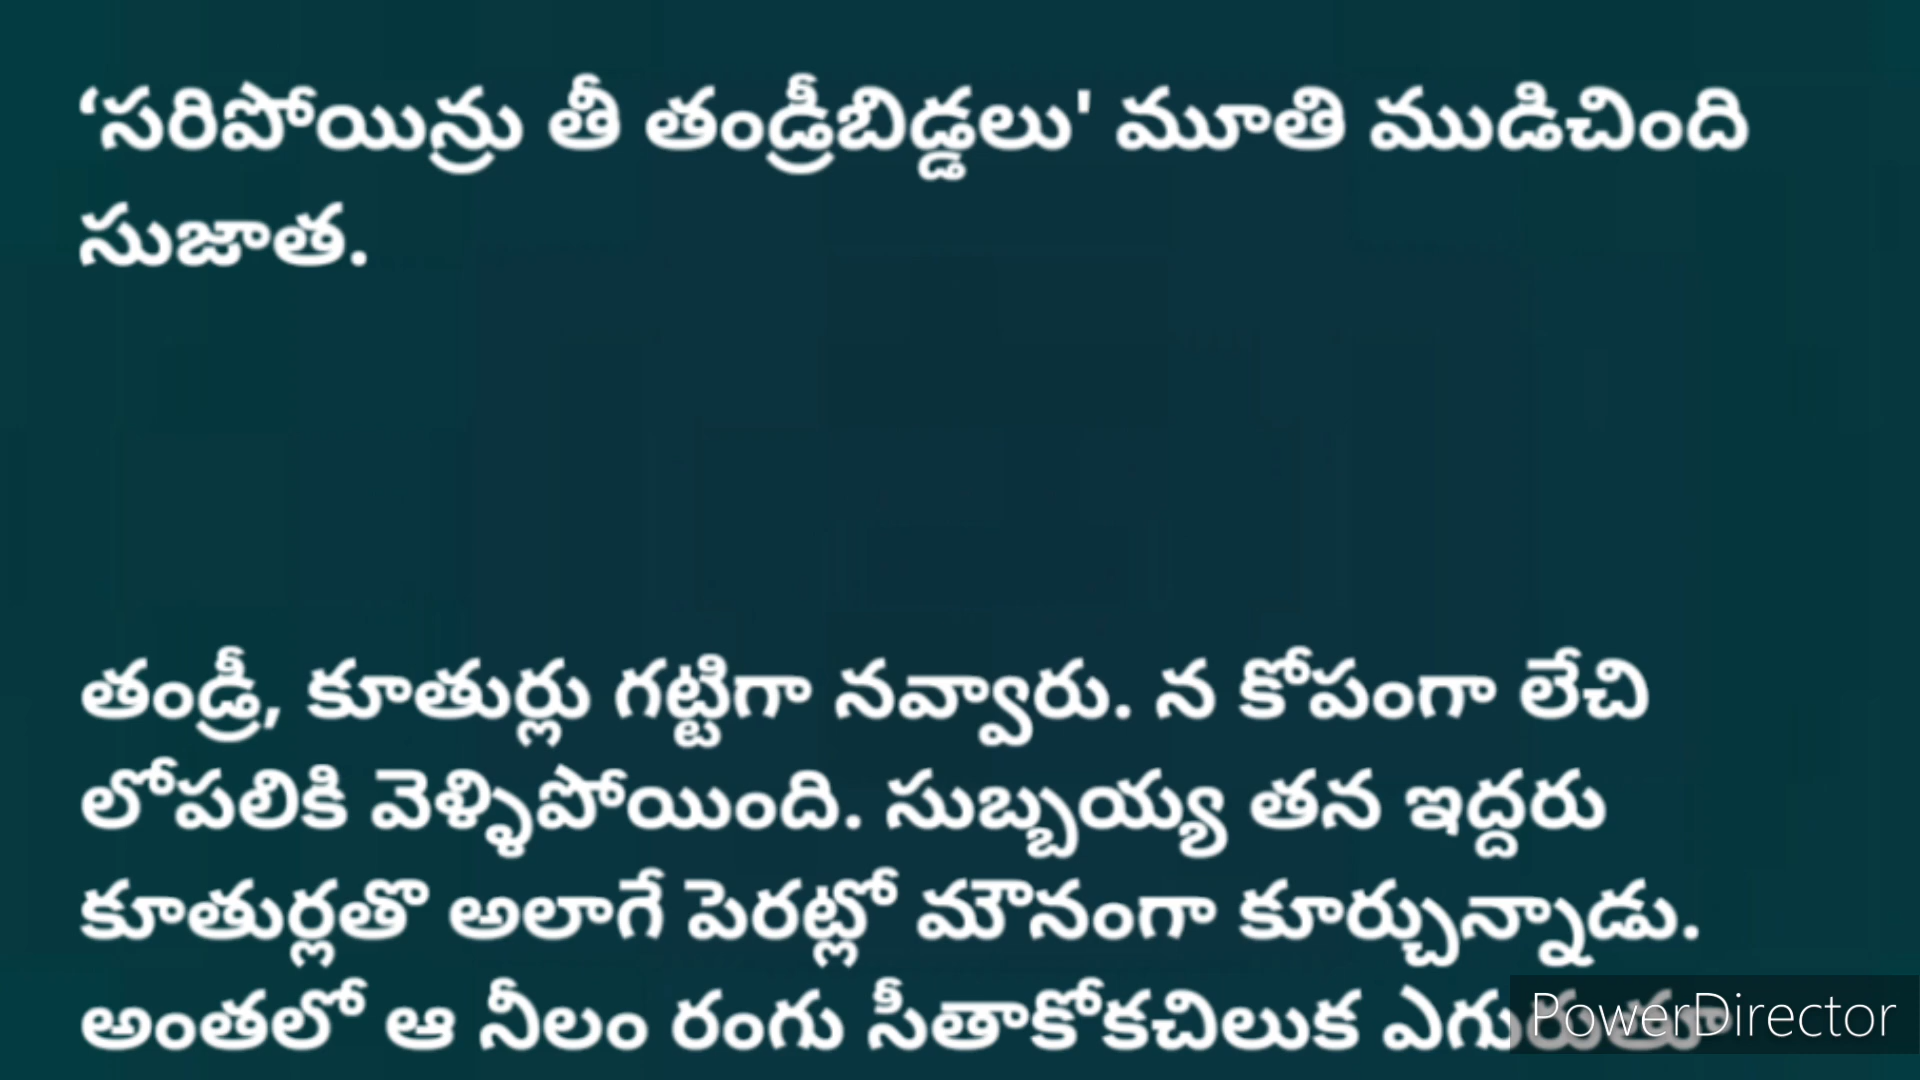 ‘సరిపోయిన్రు తీ తండ్రీబిడ్డలు' మూతి ముడిచింది
సుజాత.
తండ్రీ, కూతుర్లు గట్టిగా నవ్వారు. న కోపంగా లేచి
లోపలికి వెళ్ళిపోయింది. సుబ్బయ్య తన ఇద్దరు
కూతుర్లతొ అలాగే పెరట్లో మౌనంగా కూర్చున్నాడు.
అంతలో ఆ నీలం రంగు సీతాకోకచిలుక ఎగురుతూ
PowerDirector